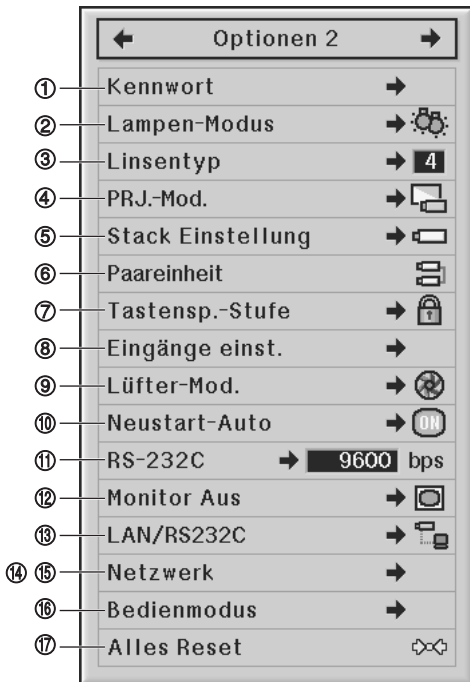 Optionen 2
① Kennwort
② Lampen-Modus
③ Linsentyp 4
④ PRJ.-Mod.
⑤ Stack Einstellung
⑥ Paareinheit
⑦ Tastensp.-Stufe
⑧ Eingänge einst.
⑨ Lüfter-Mod.
⑩ Neustart-Auto ON
⑪ RS-232C 9600 bps
⑫ Monitor Aus
⑬ LAN/RS232C
⑭ ⑮ Netzwerk
⑯ Bedienmodus
⑰ Alles Reset